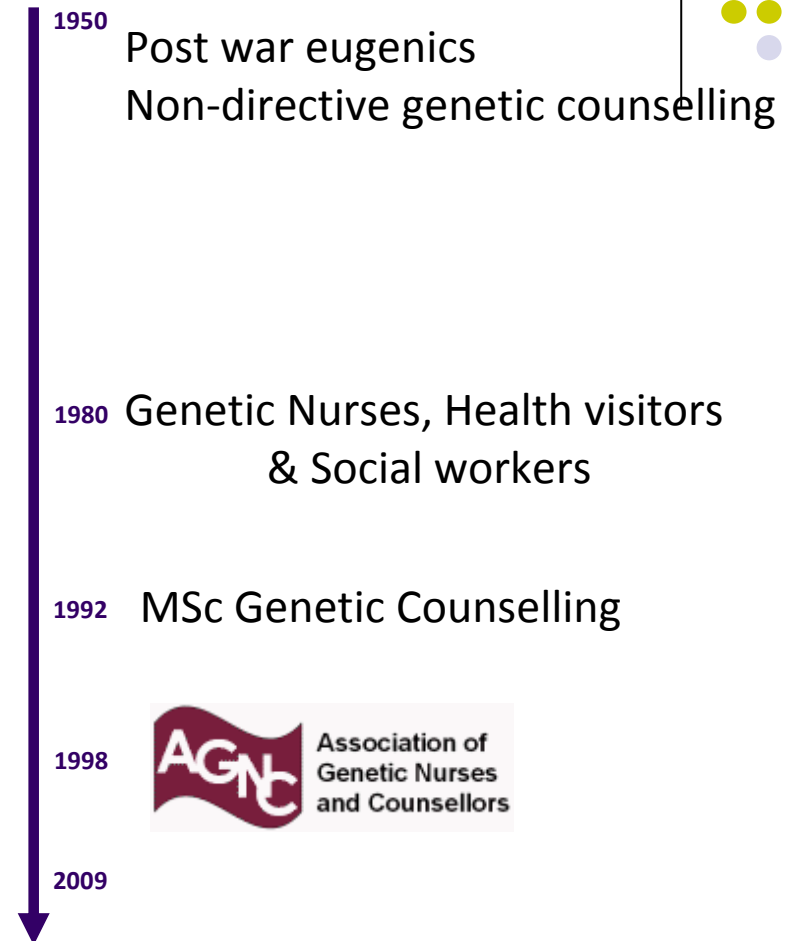 1950
Post war eugenics
Non-directive genetic counselling
1980 Genetic Nurses, Health visitors
& Social workers
1992 MSc Genetic Counselling
1998
AGNC
Association of
Genetic Nurses
and Counsellors
2009